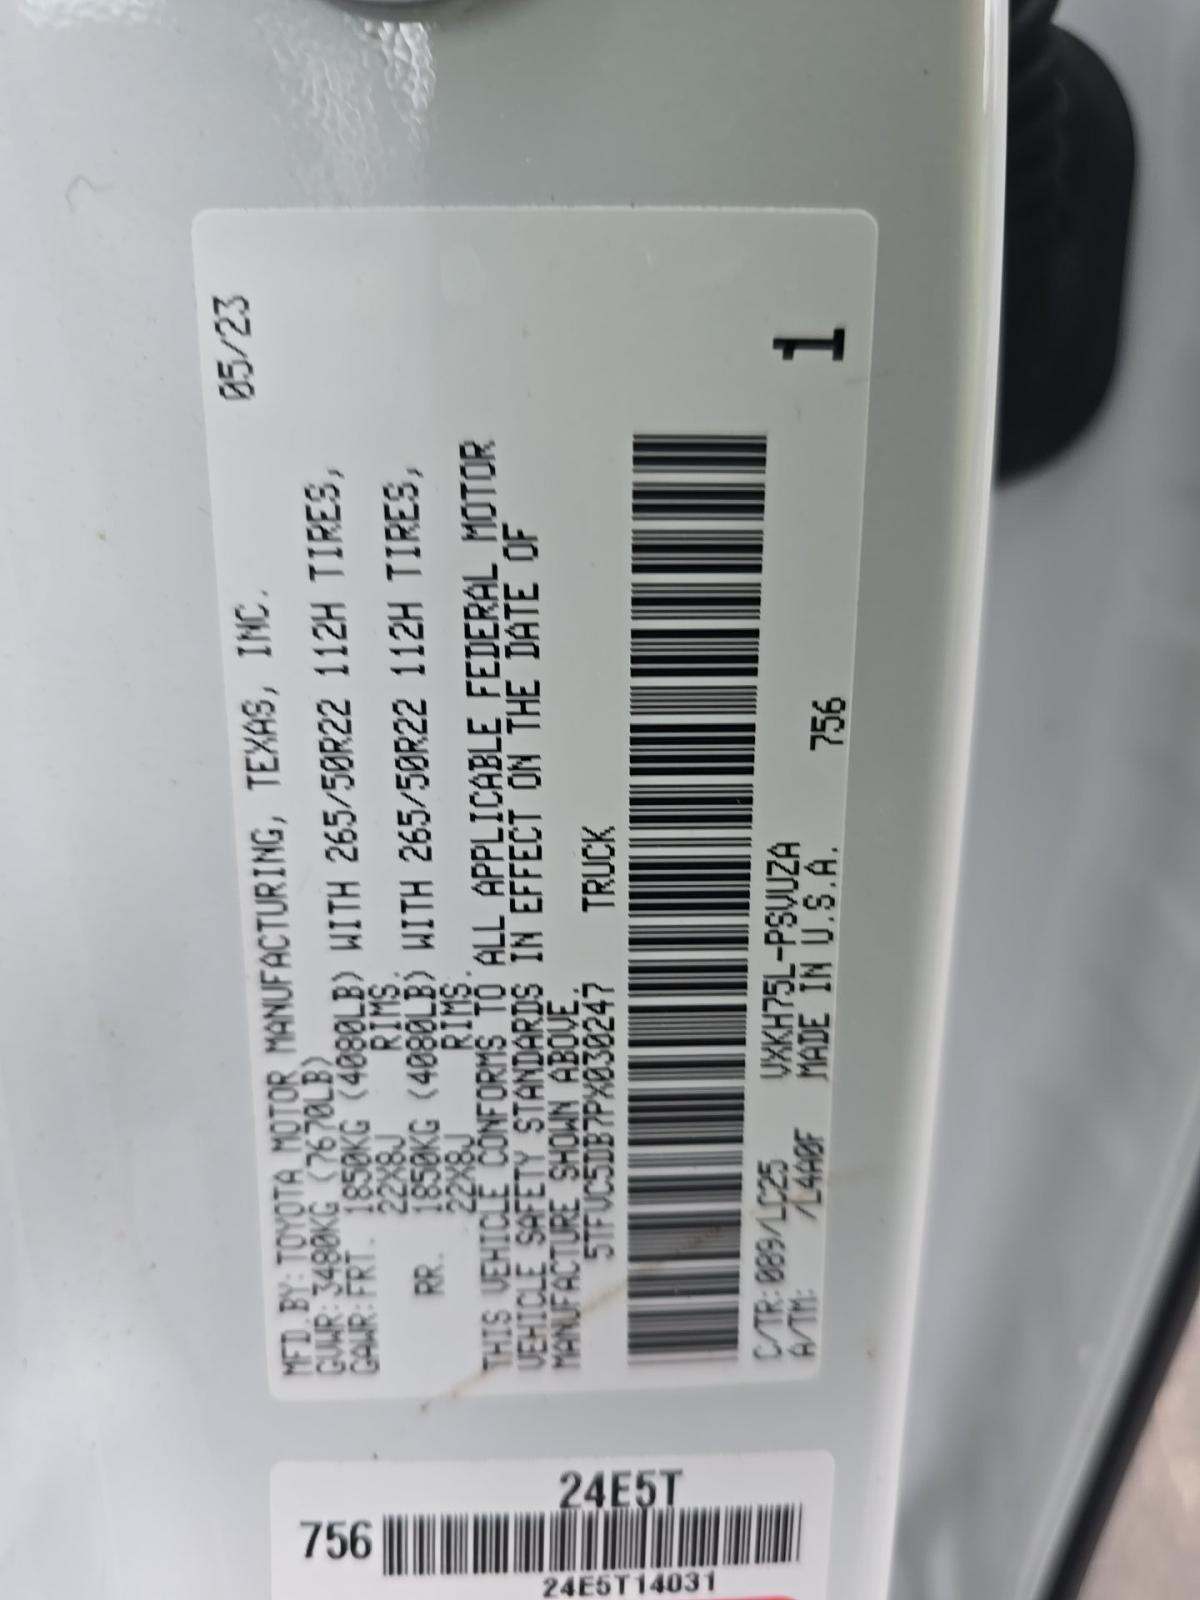 MFD.BY:TOYOTA MOTOR MANUFACTURING, TEXAS, INC. 05/23
GVWR:3480KG (7670LB)
GAWR:FRT. 1850KG (4080LB) WITH 265/50R22 112H TIRES,
22X8J RIMS.
RR. 1850KG (4080LB) WITH 265/50R22 112H TIRES,
22X8J RIMS.
THIS VEHICLE CONFORMS TO ALL APPLICABLE FEDERAL MOTOR
VEHICLE SAFETY STANDARDS IN EFFECT ON THE DATE OF
MANUFACTURE SHOWN ABOVE.
5TFVC5DB7PX030247 TRUCK
C/TR:089/LC25 VXKH75L-PSVUZA
A/TM: /L4A0F MADE IN U.S.A. 756 1
24E5T
756
24E5T14031